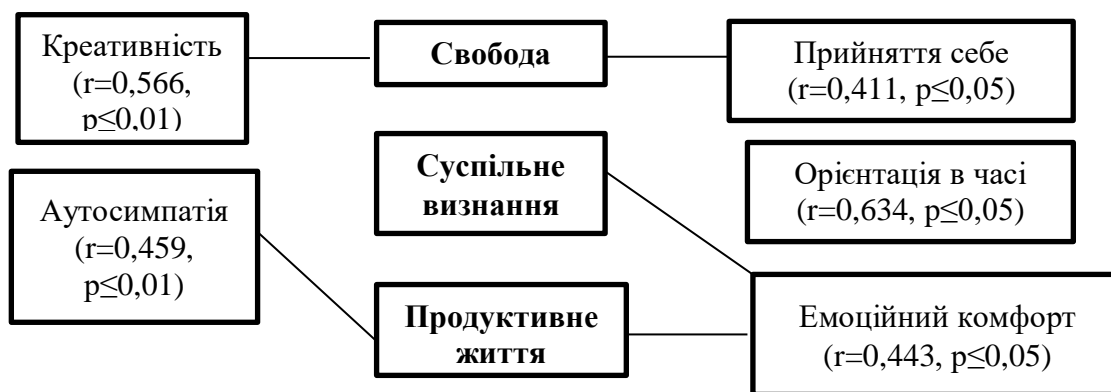 Креативність
(r=0,566,
p≤0,01)
Свобода
Прийняття себе
(r=0,411, p≤0,05)
Аутосимпатія
(r=0,459,
p≤0,01)
Суспільне
визнання
Орієнтація в часі
(r=0,634, p≤0,05)
Продуктивне
життя
Емоційний комфорт
(r=0,443, p≤0,05)